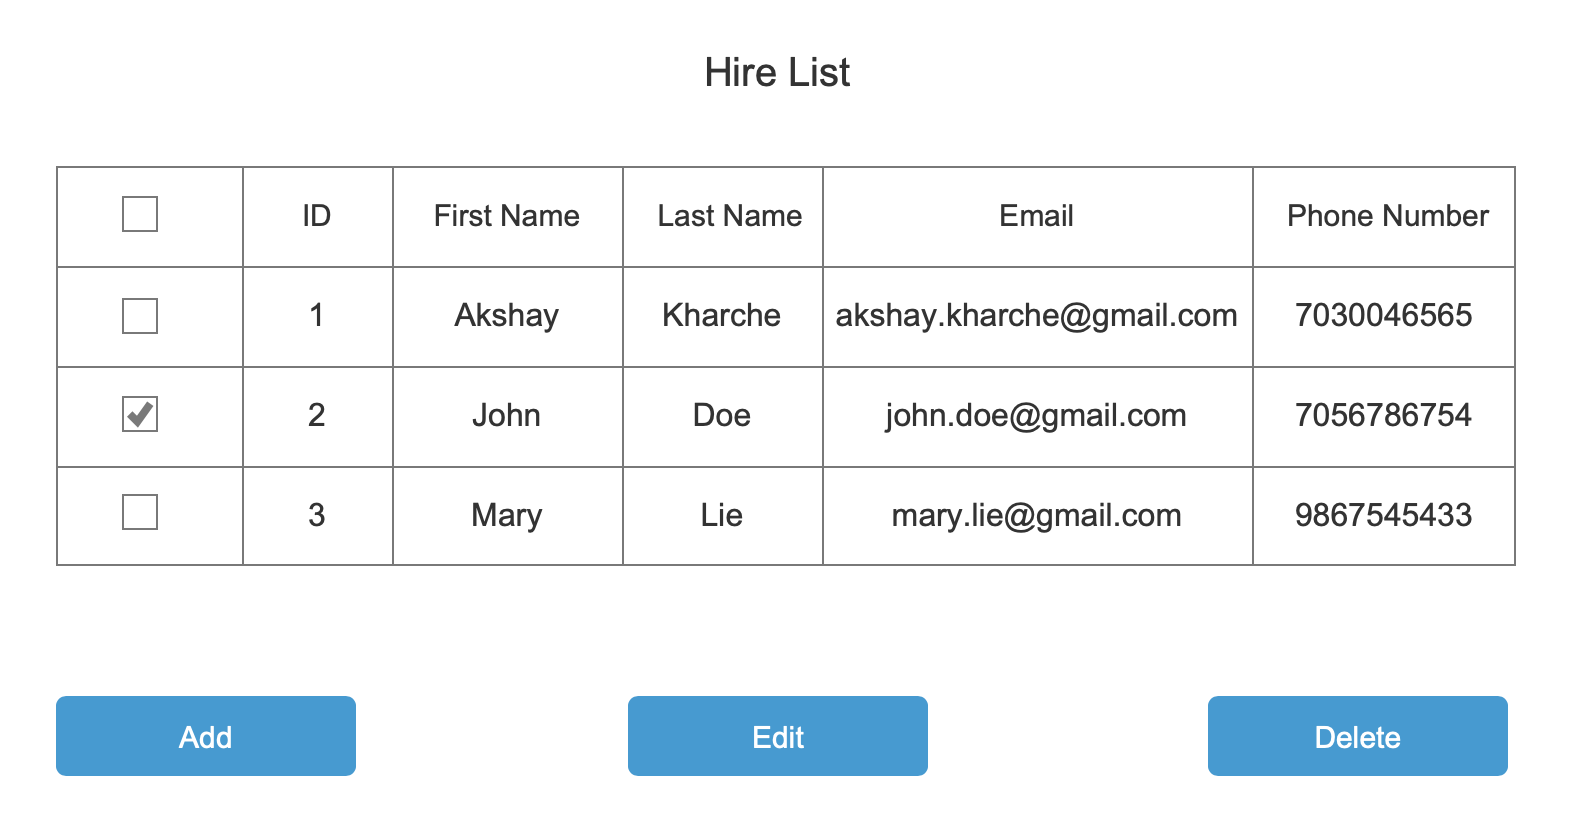 Hire List
ID First Name Last Name Email Phone Number
1 Akshay Kharche akshay.kharche@gmail.com 7030046565
2 John Doe john.doe@gmail.com 7056786754
3 Mary Lie mary.lie@gmail.com 9867545433
Add Edit Delete